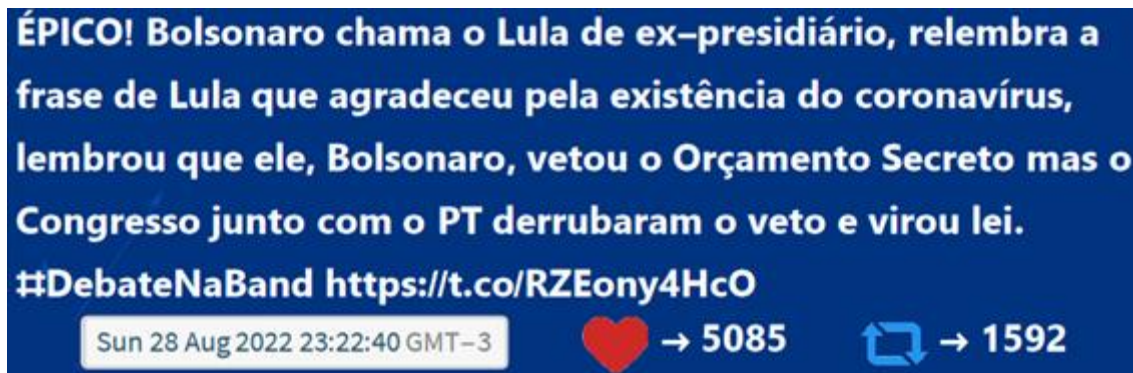 ÉPICO! Bolsonaro chama o Lula de ex–presidiário, relembra a
frase de Lula que agradeceu pela existência do coronavírus,
lembrou que ele, Bolsonaro, vetou o Orçamento Secreto mas o
Congresso junto com o PT derrubaram o veto e virou lei.
#DebateNaBand https://t.co/RZEony4HcO
Sun 28 Aug 2022 23:22:40 GMT–3 → 5085 → 1592